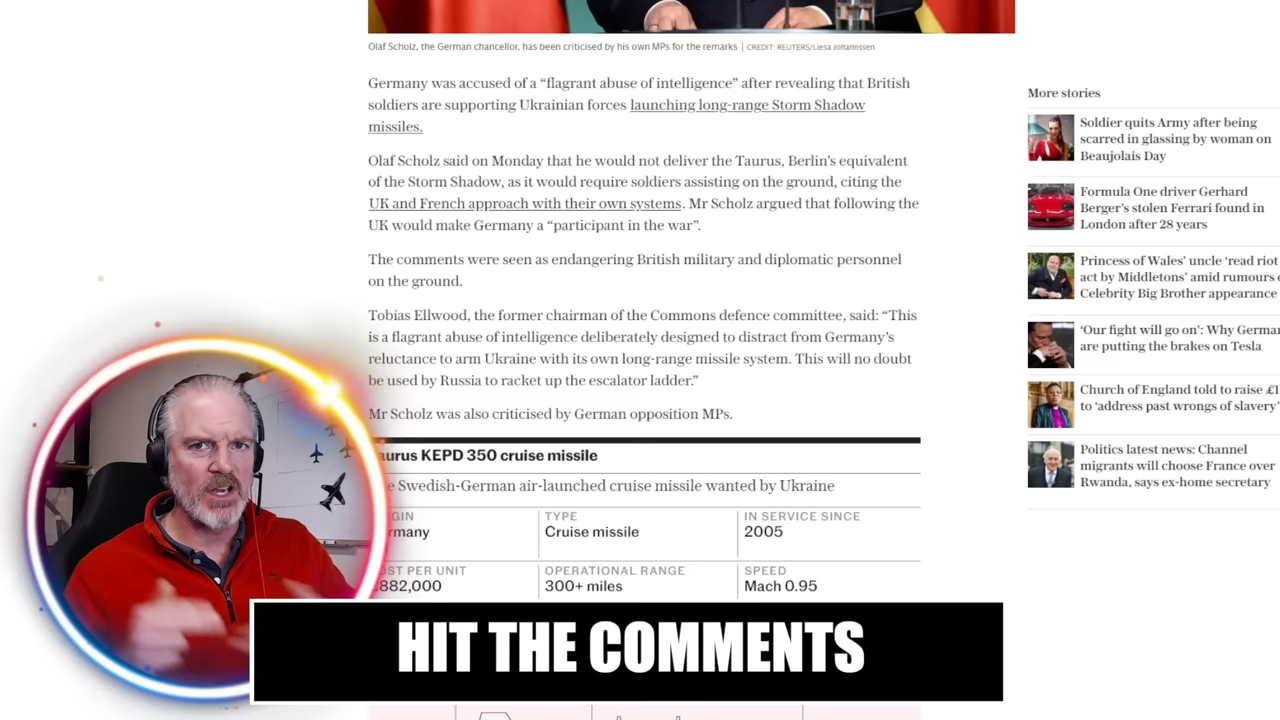 Olaf Scholz, the German chancellor, has been criticised by his own MPs for the remarks | CREDIT: REUTERS/Liesa Johannssen
Germany was accused of a “flagrant abuse of intelligence” after revealing that British
soldiers are supporting Ukrainian forces launching long-range Storm Shadow
missiles.
Olaf Scholz said on Monday that he would not deliver the Taurus, Berlin’s equivalent
of the Storm Shadow, as it would require soldiers assisting on the ground, citing the
UK and French approach with their own systems. Mr Scholz argued that following the
UK would make Germany a “participant in the war”.
The comments were seen as endangering British military and diplomatic personnel
on the ground.
Tobias Ellwood, the former chairman of the Commons defence committee, said: “This
is a flagrant abuse of intelligence deliberately designed to distract from Germany’s
reluctance to arm Ukraine with its own long-range missile system. This will no doubt
be used by Russia to racket up the escalator ladder.”
Mr Scholz was also criticised by German opposition MPs.
aurus KEPD 350 cruise missile
e Swedish-German air-launched cruise missile wanted by Ukraine
GIN
rmany
TYPE
Cruise missile
IN SERVICE SINCE
2005
OST PER UNIT
882,000
OPERATIONAL RANGE
300+ miles
SPEED
Mach 0.95
More stories
Soldier quits Army after being
scarred in glassing by woman on
Beaujolais Day
Formula One driver Gerhard
Berger’s stolen Ferrari found in
London after 28 years
Princess of Wales’ uncle ‘read riot
act by Middletons’ amid rumours
Celebrity Big Brother appearance
‘Our fight will go on’: Why German
are putting the brakes on Tesla
Church of England told to raise £1
to ‘address past wrongs of slavery’
Politics latest news: Channel
migrants will choose France over
Rwanda, says ex-home secretary
HIT THE COMMENTS